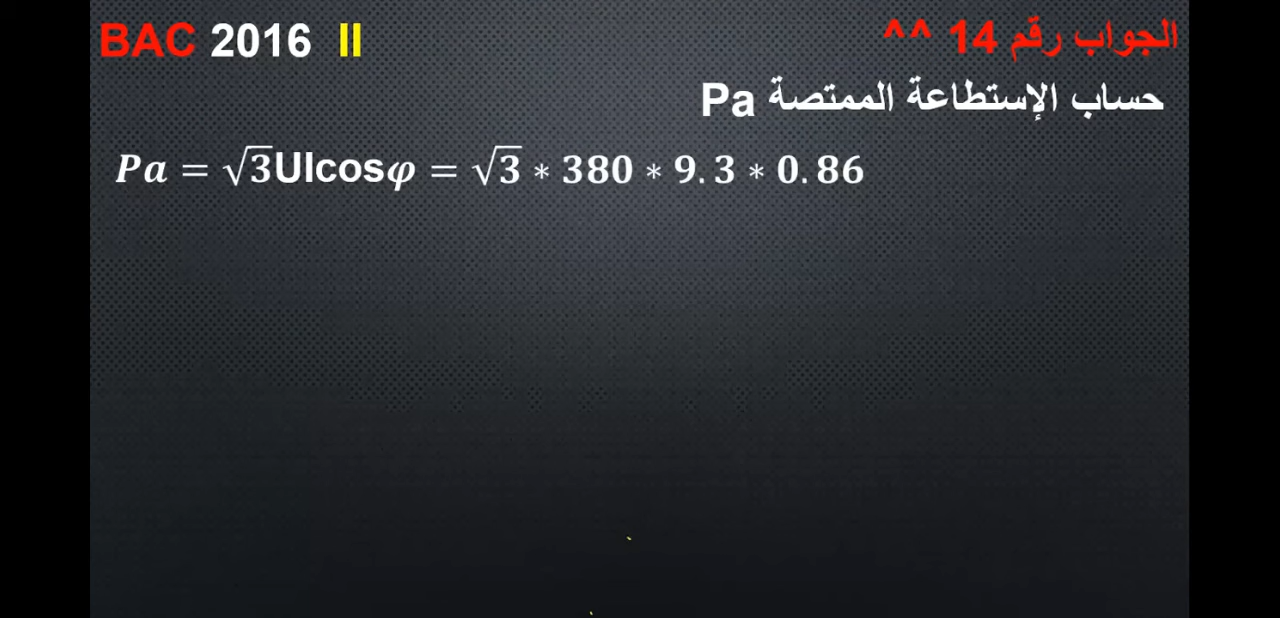 BAC 2016 II
الجواب رقم 14 ^^
حساب الإستطاعة الممتصة Pa
Pa = √3UIcosφ = √3 * 380 * 9.3 * 0.86